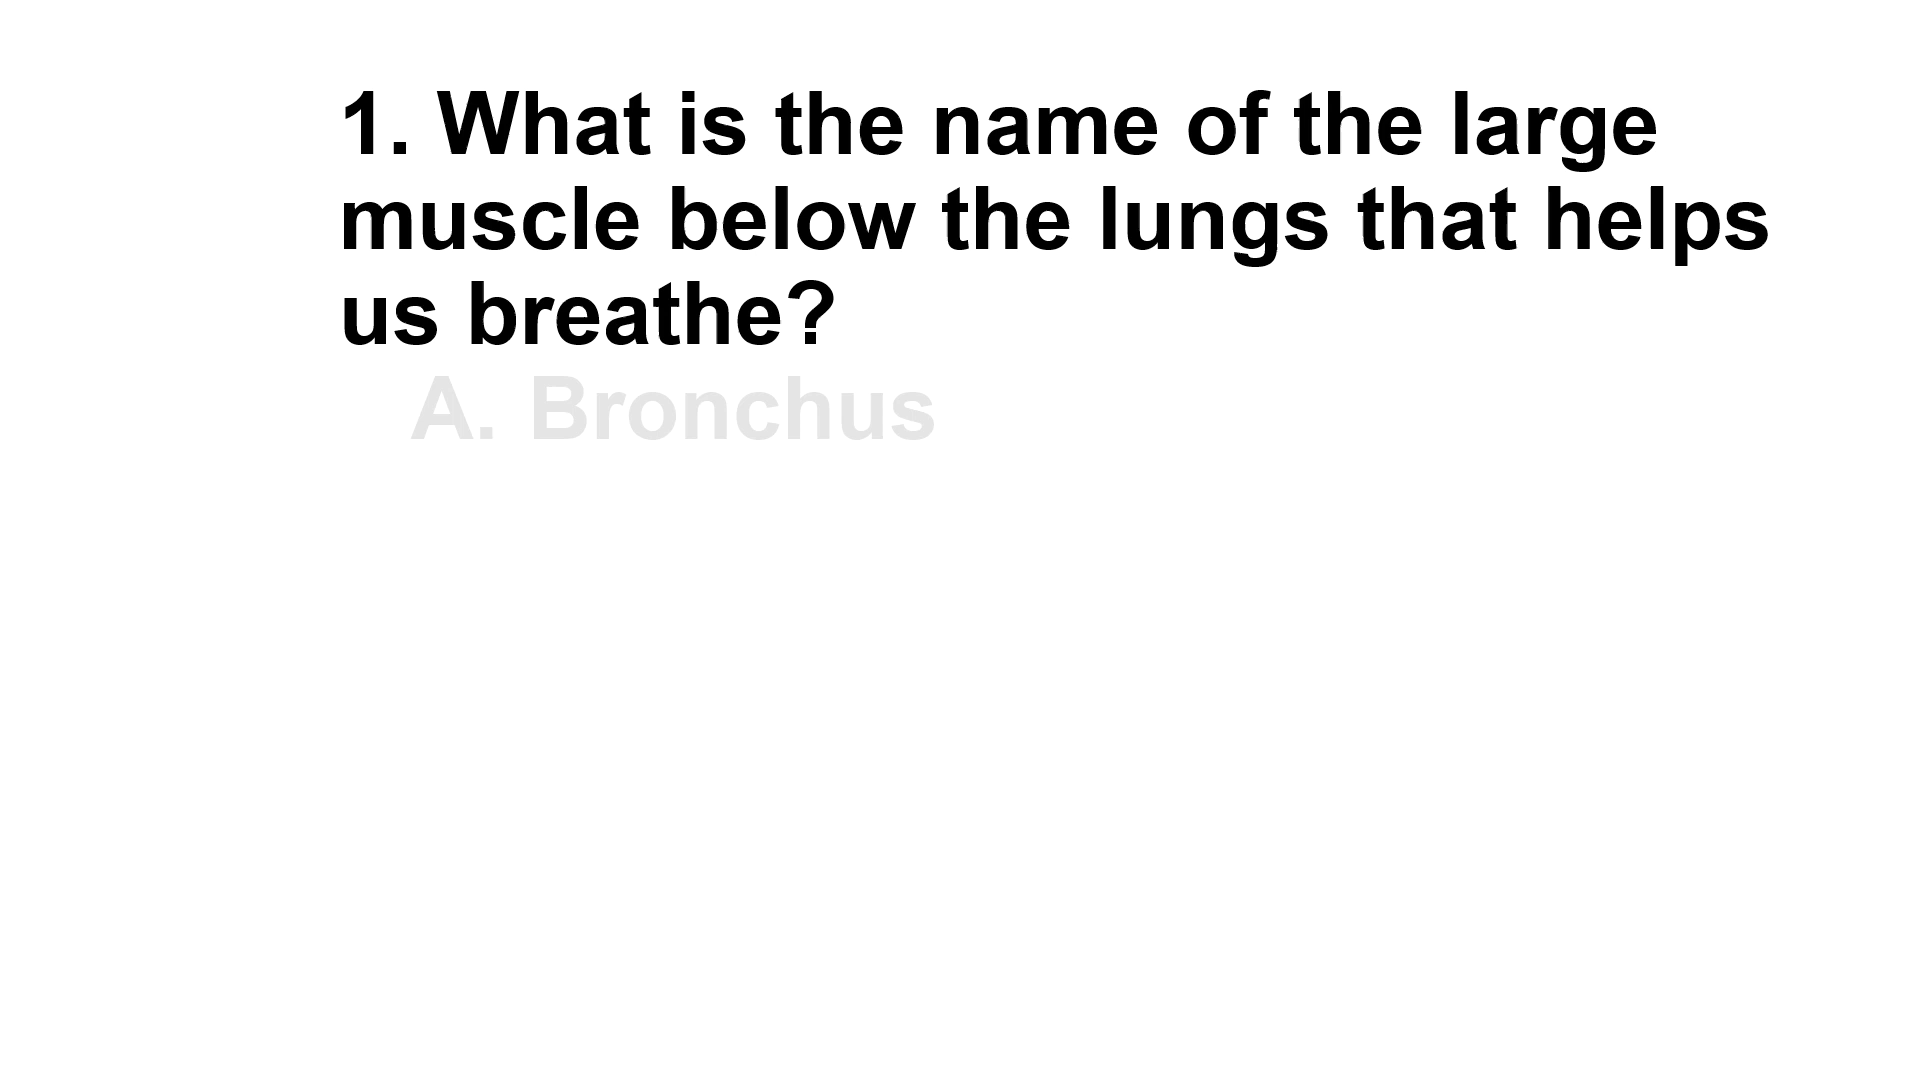 1. What is the name of the large
muscle below the lungs that helps
us breathe?
A. Bronchus